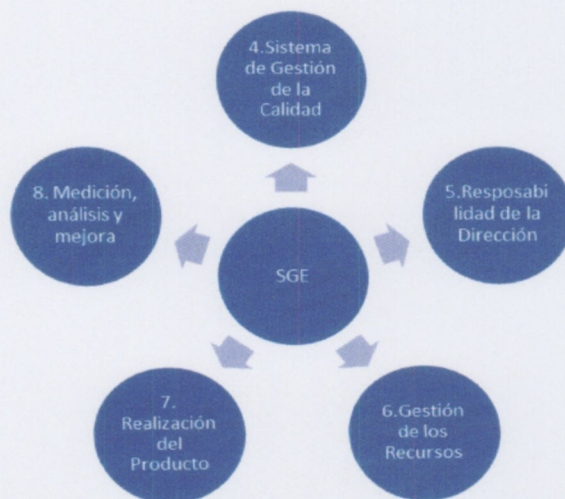 4.Sistema
de Gestión
de la
Calidad
5.Resposabi
lidad de la
Dirección
6.Gestión
de los
Recursos
7.
Realización
del
Producto
8. Medición,
análisis y
mejora
SGE